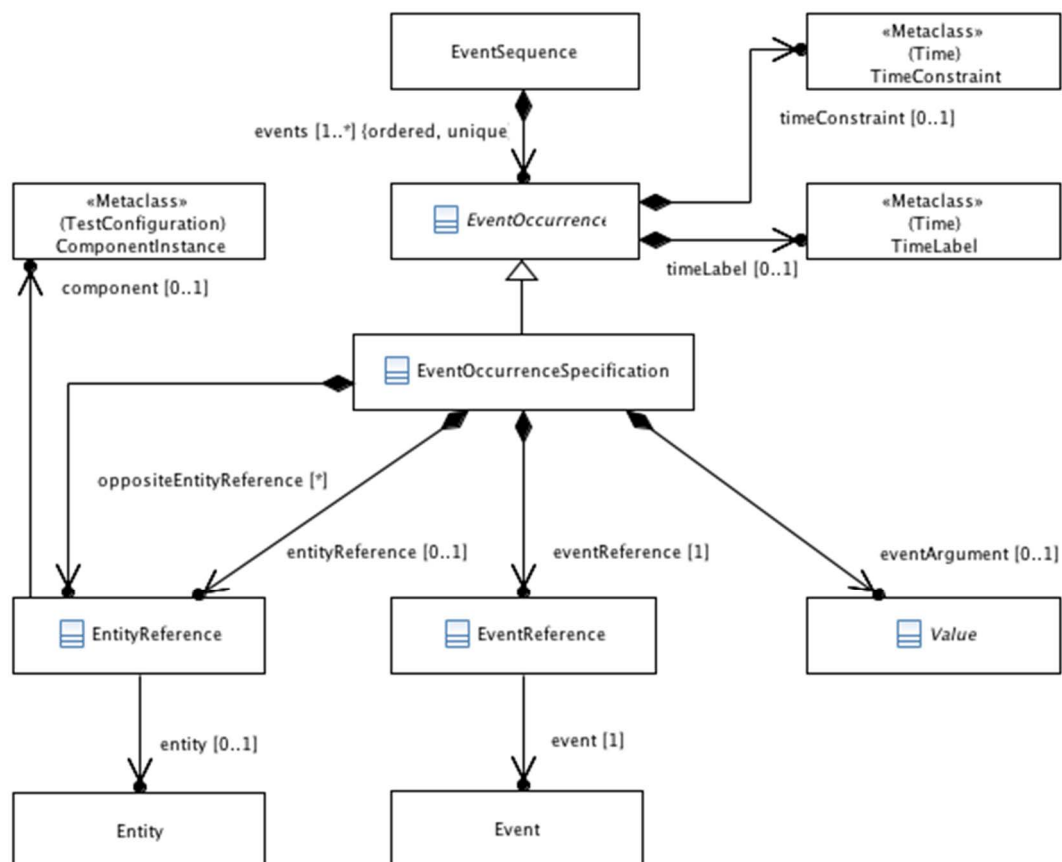 EventSequence
«Metaclass»
(Time)
TimeConstraint
timeConstraint [0..1]
events [1..*] {ordered, unique
«Metaclass»
(TestConfiguration)
ComponentInstance
EventOccurrence
«Metaclass»
(Time)
TimeLabel
timeLabel [0..1]
component [0..1]
EventOccurrenceSpecification
oppositeEntityReference [*]
entityReference [0..1]
eventReference [1]
eventArgument [0..1]
EntityReference
EventReference
Value
entity [0..1]
event [1]
Entity
Event